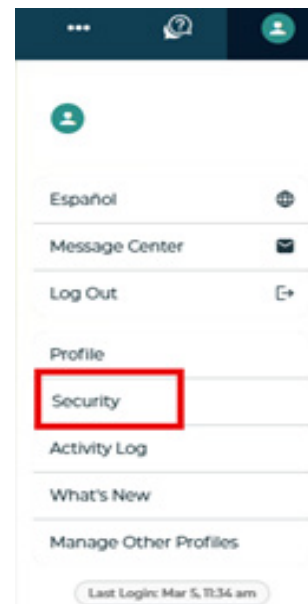 Español
Message Center
Log Out
Profile
Security
Activity Log
What's New
Manage Other Profiles
Last Login: Mar 5, 11:34 am